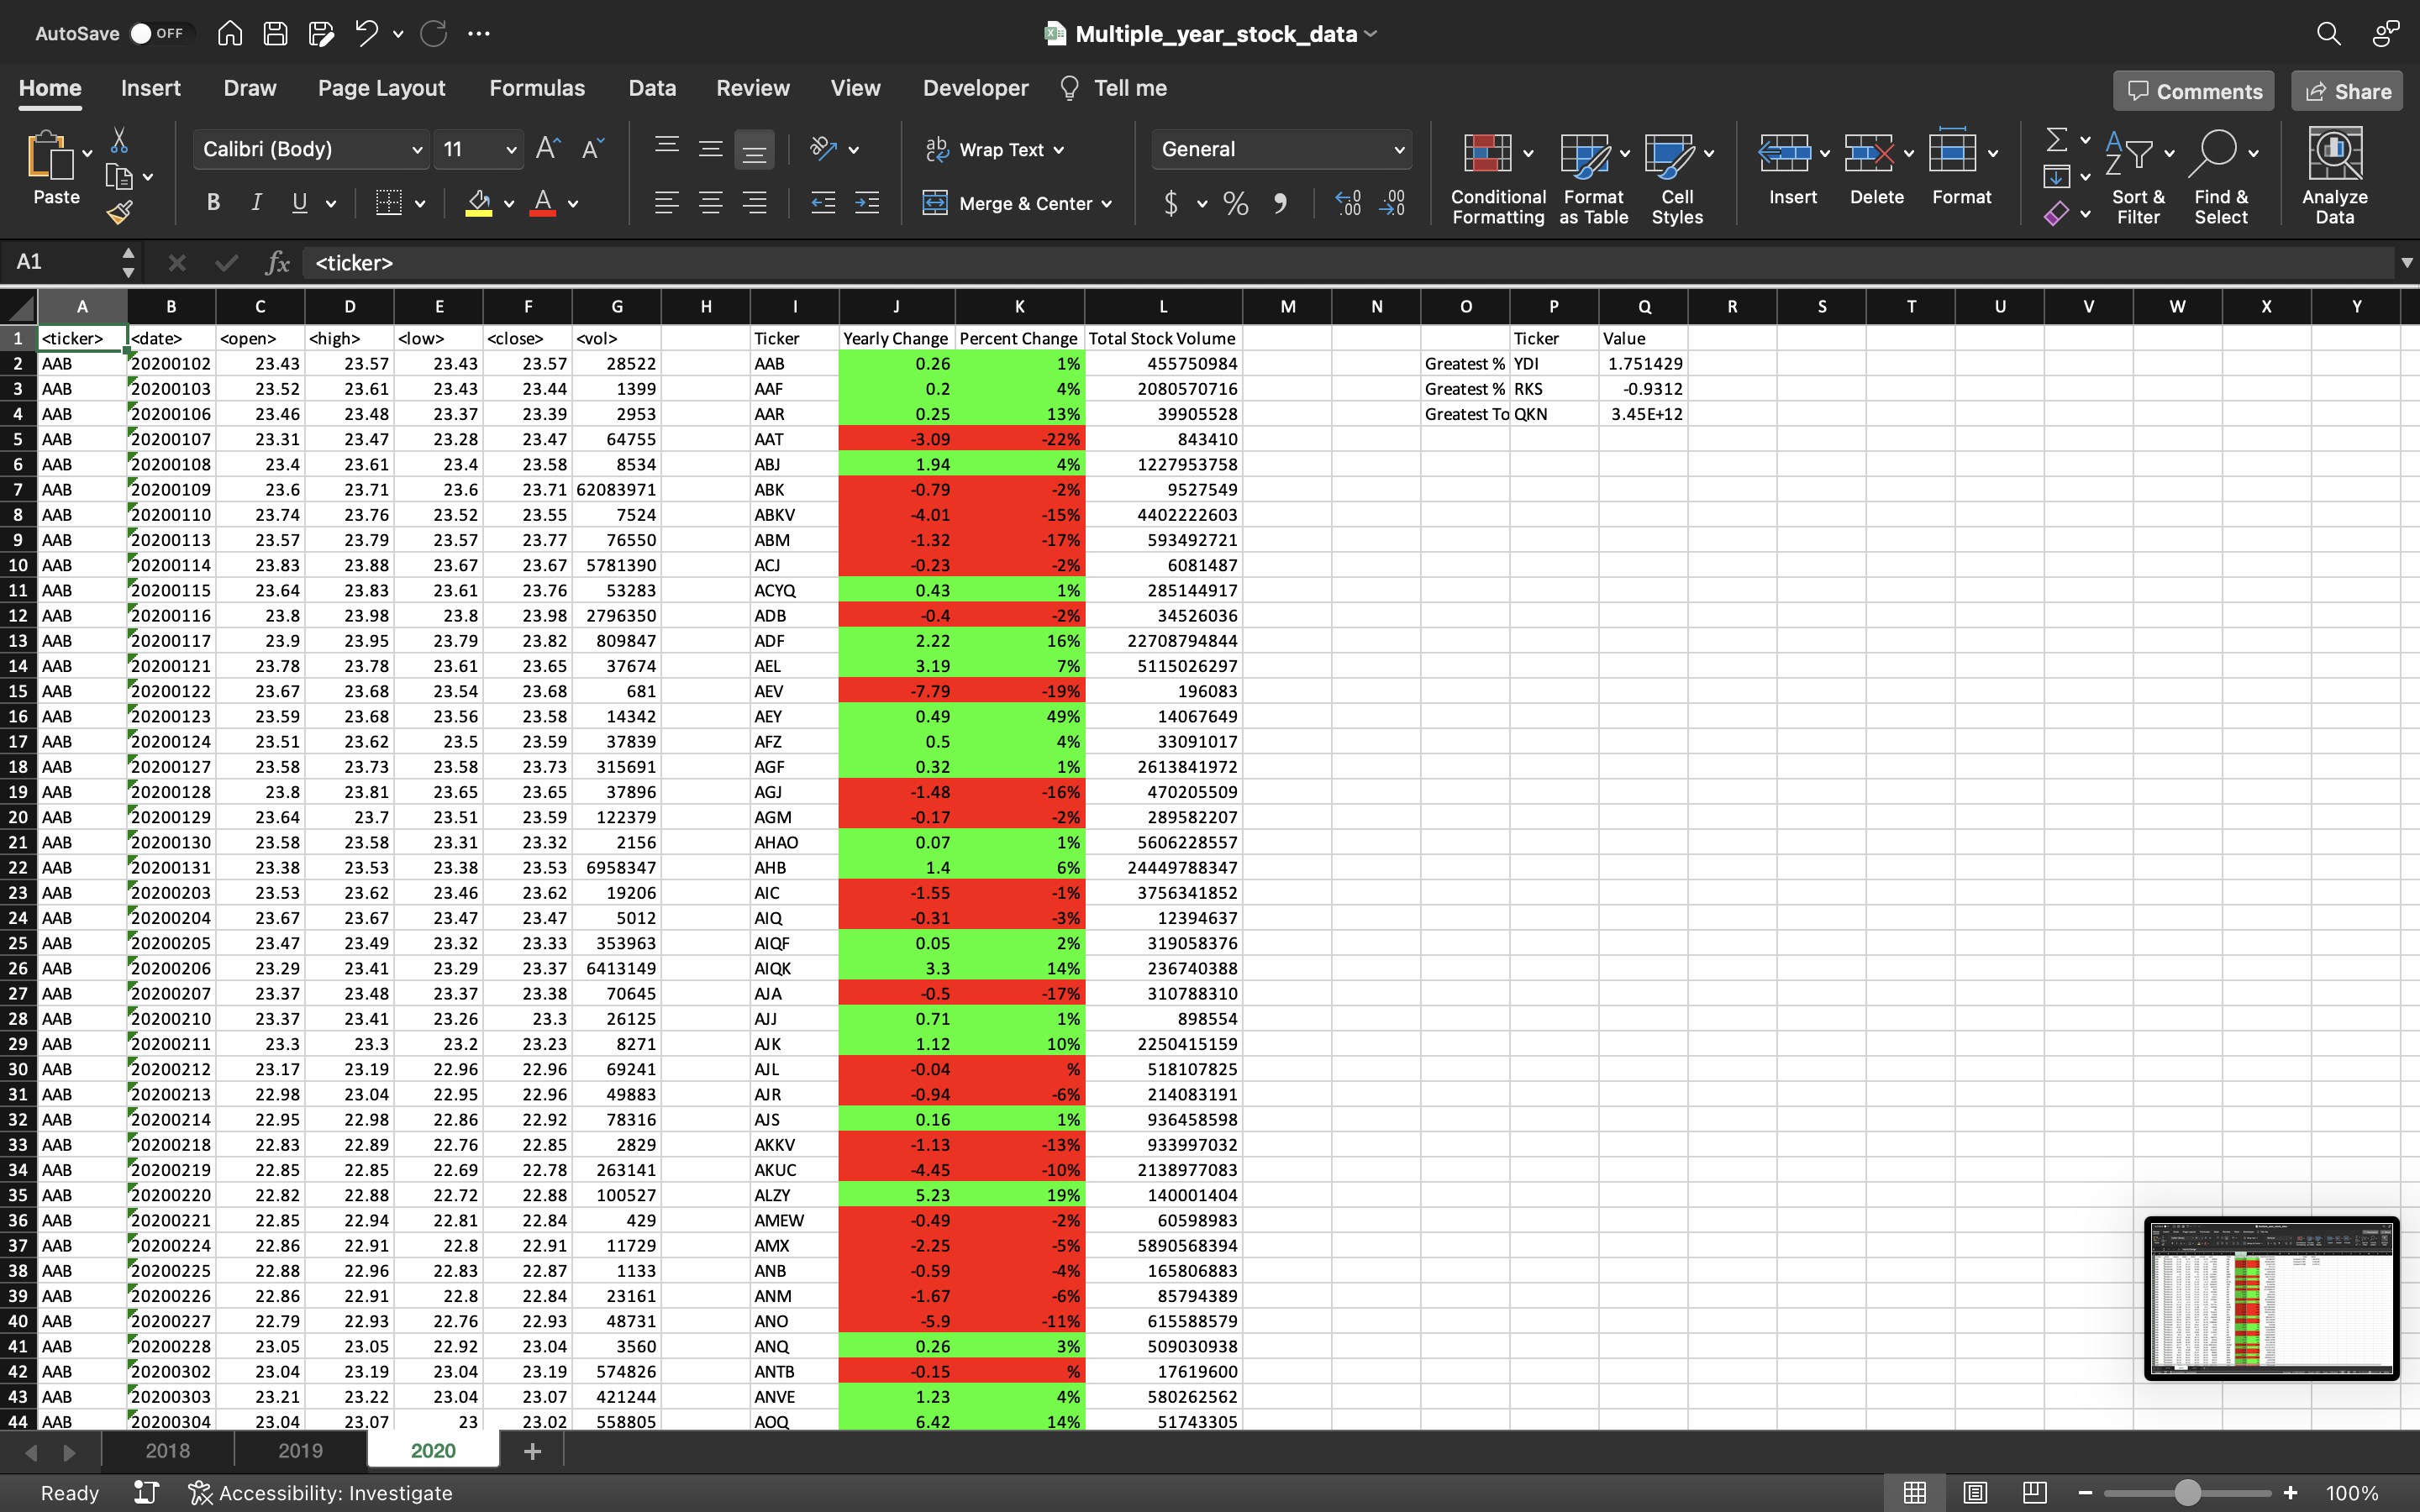 AutoSave OFF Multiple_year_stock_data
Home Insert Draw Page Layout Formulas Data Review View Developer Tell me Comments Share
Paste Calibri (Body) 11 Wrap Text General Conditional Formatting Format as Table Cell Styles Insert Delete Format Sort & Filter Find & Select Analyze Data
B I U A Merge & Center $ %
A1 fx <ticker>
A B C D E F G H I J K L M N O P Q R S T U V W X Y
1 <ticker> <date> <open> <high> <low> <close> <vol> Ticker Yearly Change Percent Change Total Stock Volume Ticker Value
2 AAB 20200102 23.43 23.57 23.43 23.57 28522 AAB 0.26 1% 455750984 Greatest % YDI 1.751429
3 AAB 20200103 23.52 23.61 23.43 23.44 1399 AAF 0.2 4% 2080570716 Greatest % RKS -0.9312
4 AAB 20200106 23.46 23.48 23.37 23.39 2953 AAR 0.25 13% 39905528 Greatest To QKN 3.45E+12
5 AAB 20200107 23.31 23.47 23.28 23.47 64755 AAT -3.09 -22% 843410
6 AAB 20200108 23.4 23.61 23.4 23.58 8534 ABJ 1.94 4% 1227953758
7 AAB 20200109 23.6 23.71 23.6 23.71 62083971 ABK -0.79 -2% 9527549
8 AAB 20200110 23.74 23.76 23.52 23.55 7524 ABKV -4.01 -15% 4402222603
9 AAB 20200113 23.57 23.79 23.57 23.77 76550 ABM -1.32 -17% 593492721
10 AAB 20200114 23.83 23.88 23.67 23.67 5781390 ACJ -0.23 -2% 6081487
11 AAB 20200115 23.64 23.83 23.61 23.76 53283 ACYQ 0.43 1% 285144917
12 AAB 20200116 23.8 23.98 23.8 23.98 2796350 ADB -0.4 -2% 34526036
13 AAB 20200117 23.9 23.95 23.79 23.82 809847 ADF 2.22 16% 22708794844
14 AAB 20200121 23.78 23.78 23.61 23.65 37674 AEL 3.19 7% 5115026297
15 AAB 20200122 23.67 23.68 23.54 23.68 681 AEV -7.79 -19% 196083
16 AAB 20200123 23.59 23.68 23.56 23.58 14342 AEY 0.49 49% 14067649
17 AAB 20200124 23.51 23.62 23.5 23.59 37839 AFZ 0.5 4% 33091017
18 AAB 20200127 23.58 23.73 23.58 23.73 315691 AGF 0.32 1% 2613841972
19 AAB 20200128 23.8 23.81 23.65 23.65 37896 AGJ -1.48 -16% 470205509
20 AAB 20200129 23.64 23.7 23.51 23.59 122379 AGM -0.17 -2% 289582207
21 AAB 20200130 23.58 23.58 23.31 23.32 2156 AHAO 0.07 1% 5606228557
22 AAB 20200131 23.38 23.53 23.38 23.53 6958347 AHB 1.4 6% 24449788347
23 AAB 20200203 23.53 23.62 23.46 23.62 19206 AIC -1.55 -1% 3756341852
24 AAB 20200204 23.67 23.67 23.47 23.47 5012 AIQ -0.31 -3% 12394637
25 AAB 20200205 23.47 23.49 23.32 23.33 353963 AIQF 0.05 2% 319058376
26 AAB 20200206 23.29 23.41 23.29 23.37 6413149 AIQK 3.3 14% 236740388
27 AAB 20200207 23.37 23.48 23.37 23.38 70645 AJA -0.5 -17% 310788310
28 AAB 20200210 23.37 23.41 23.26 23.3 26125 AJJ 0.71 1% 898554
29 AAB 20200211 23.3 23.3 23.2 23.23 8271 AJK 1.12 10% 2250415159
30 AAB 20200212 23.17 23.19 22.96 22.96 69241 AJL -0.04 % 518107825
31 AAB 20200213 22.98 23.04 22.95 22.96 49883 AJR -0.94 -6% 214083191
32 AAB 20200214 22.95 22.98 22.86 22.92 78316 AJS 0.16 1% 936458598
33 AAB 20200218 22.83 22.89 22.76 22.85 2829 AKKV -1.13 -13% 933997032
34 AAB 20200219 22.85 22.85 22.69 22.78 263141 AKUC -4.45 -10% 2138977083
35 AAB 20200220 22.82 22.88 22.72 22.88 100527 ALZY 5.23 19% 140001404
36 AAB 20200221 22.85 22.94 22.81 22.84 429 AMEW -0.49 -2% 60598983
37 AAB 20200224 22.86 22.91 22.8 22.91 11729 AMX -2.25 -5% 5890568394
38 AAB 20200225 22.88 22.96 22.83 22.87 1133 ANB -0.59 -4% 165806883
39 AAB 20200226 22.86 22.91 22.8 22.84 23161 ANM -1.67 -6% 85794389
40 AAB 20200227 22.79 22.93 22.76 22.93 48731 ANO -5.9 -11% 615588579
41 AAB 20200228 23.05 23.05 22.92 23.04 3560 ANQ 0.26 3% 509030938
42 AAB 20200302 23.04 23.19 23.04 23.19 574826 ANTB -0.15 % 17619600
43 AAB 20200303 23.21 23.22 23.04 23.07 421244 ANVE 1.23 4% 580262562
44 AAB 20200304 23.04 23.07 23 23.02 558805 AOQ 6.42 14% 51743305
2018 2019 2020 +
Ready Accessibility: Investigate 100%